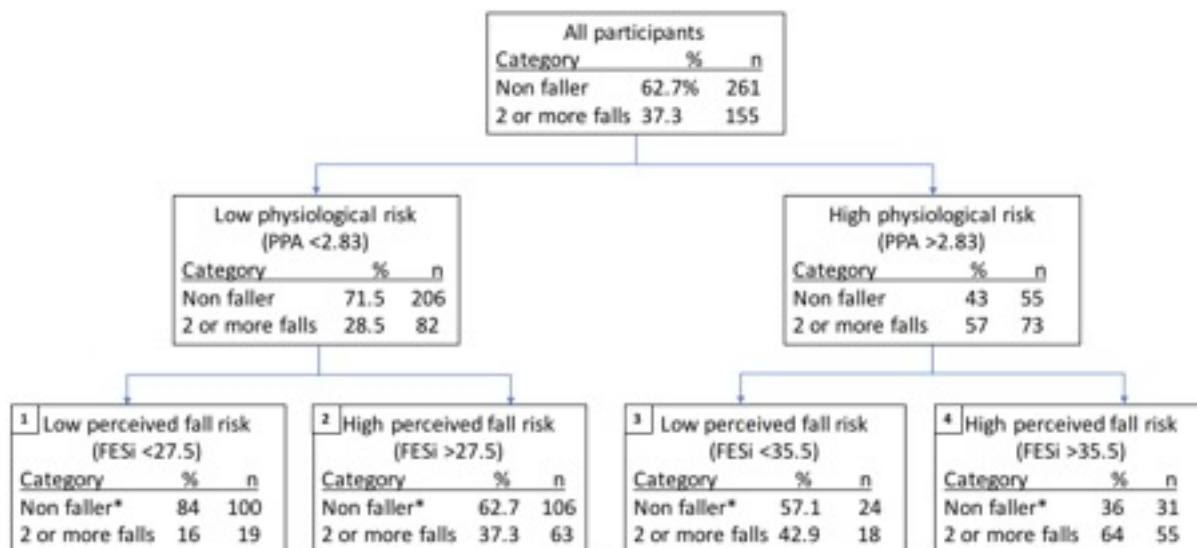 All participants
Category % n
Non faller 62.7% 261
2 or more falls 37.3 155
Low physiological risk
(PPA <2.83)
Category % n
Non faller 71.5 206
2 or more falls 28.5 82
High physiological risk
(PPA >2.83)
Category % n
Non faller 43 55
2 or more falls 57 73
1 Low perceived fall risk
(FESi <27.5)
Category % n
Non faller* 84 100
2 or more falls 16 19
2 High perceived fall risk
(FESi >27.5)
Category % n
Non faller* 62.7 106
2 or more falls 37.3 63
3 Low perceived fall risk
(FESi <35.5)
Category % n
Non faller* 57.1 24
2 or more falls 42.9 18
4 High perceived fall risk
(FESi >35.5)
Category % n
Non faller* 36 31
2 or more falls 64 55